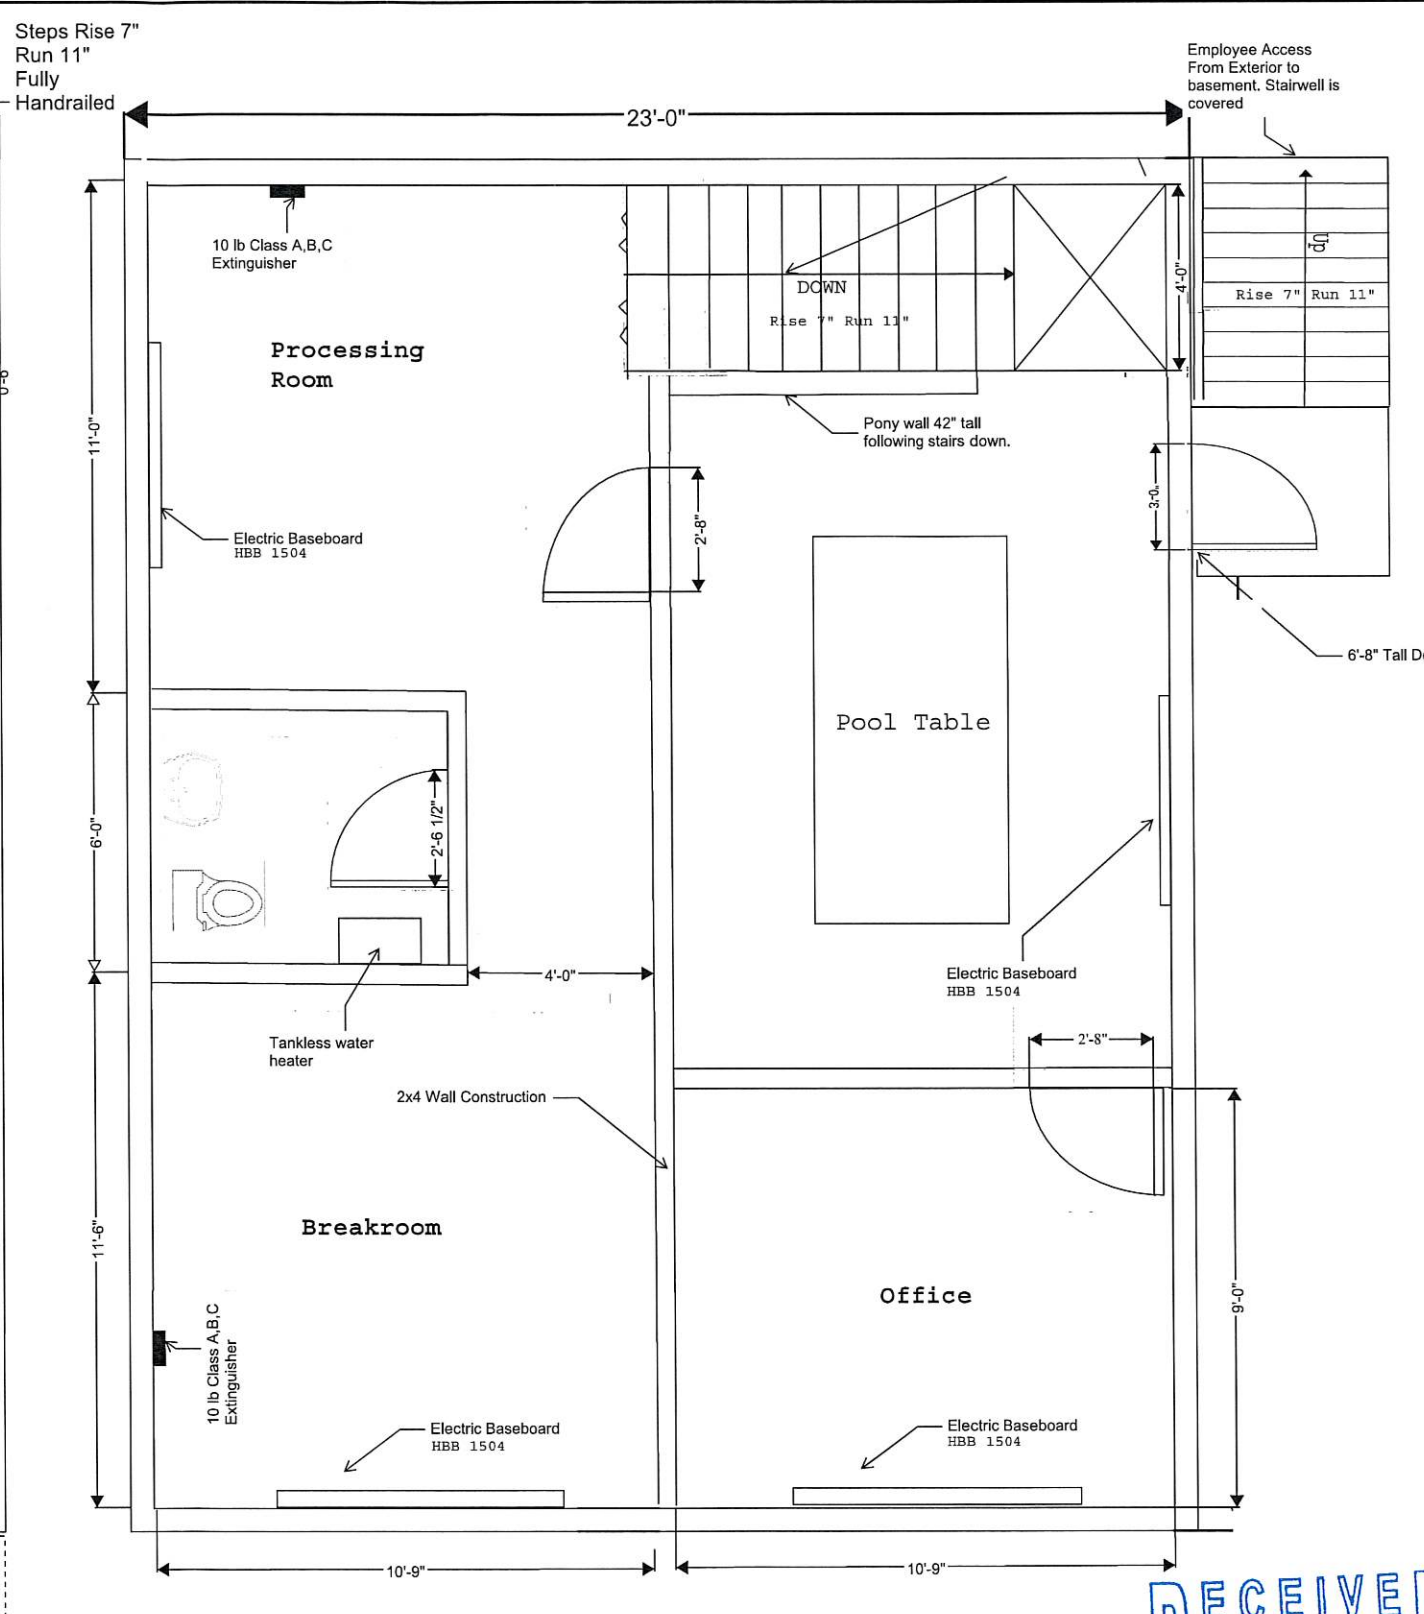 Steps Rise 7"
Run 11"
Fully
Handrailed
23'-0"
Employee Access
From Exterior to
basement. Stairwell is
covered
10 lb Class A,B,C
Extinguisher
Up
4'-0"
DOWN
Rise 7" Run 11"
Rise 7" Run 11"
Processing
Room
11'-0"
Pony wall 42" tall
following stairs down.
2'-8"
3'-0"
Electric Baseboard
HBB 1504
6'-8" Tall
Pool Table
6'-0"
2'-6 1/2"
4'-0"
Electric Baseboard
HBB 1504
Tankless water
heater
2'-8"
2x4 Wall Construction
Breakroom
11'-6"
Office
9'-0"
10 lb Class A,B,C
Extinguisher
Electric Baseboard
HBB 1504
Electric Baseboard
HBB 1504
10'-9"
10'-9"